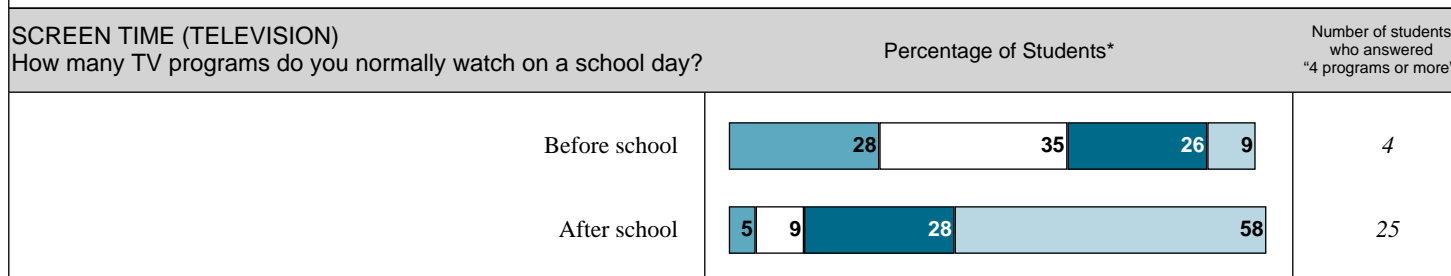 SCREEN TIME (TELEVISION)
How many TV programs do you normally watch on a school day?
Percentage of Students*
Number of students
who answered
“4 programs or more”
Before school
28 35 26 9
4
After school
5 9 28 58
25